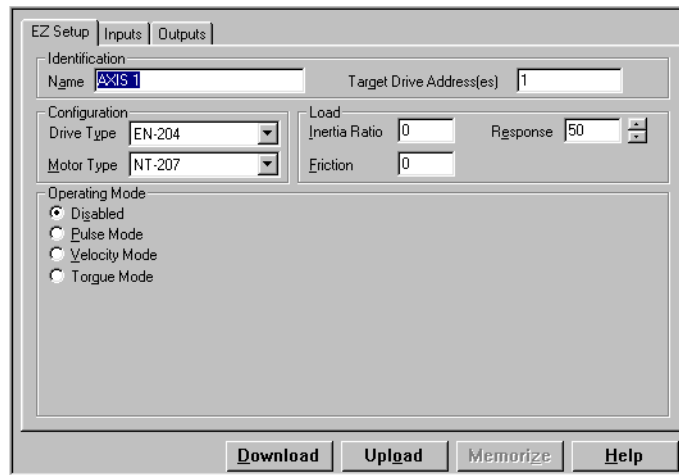 EZ Setup Inputs Outputs
Identification
Name AXIS 1 Target Drive Address(es) 1
Configuration Load
Drive Type EN-204 Inertia Ratio 0 Response 50
Motor Type NT-207 Friction 0
Operating Mode
Disabled
Pulse Mode
Velocity Mode
Torgue Mode
Download Upload Memorize Help